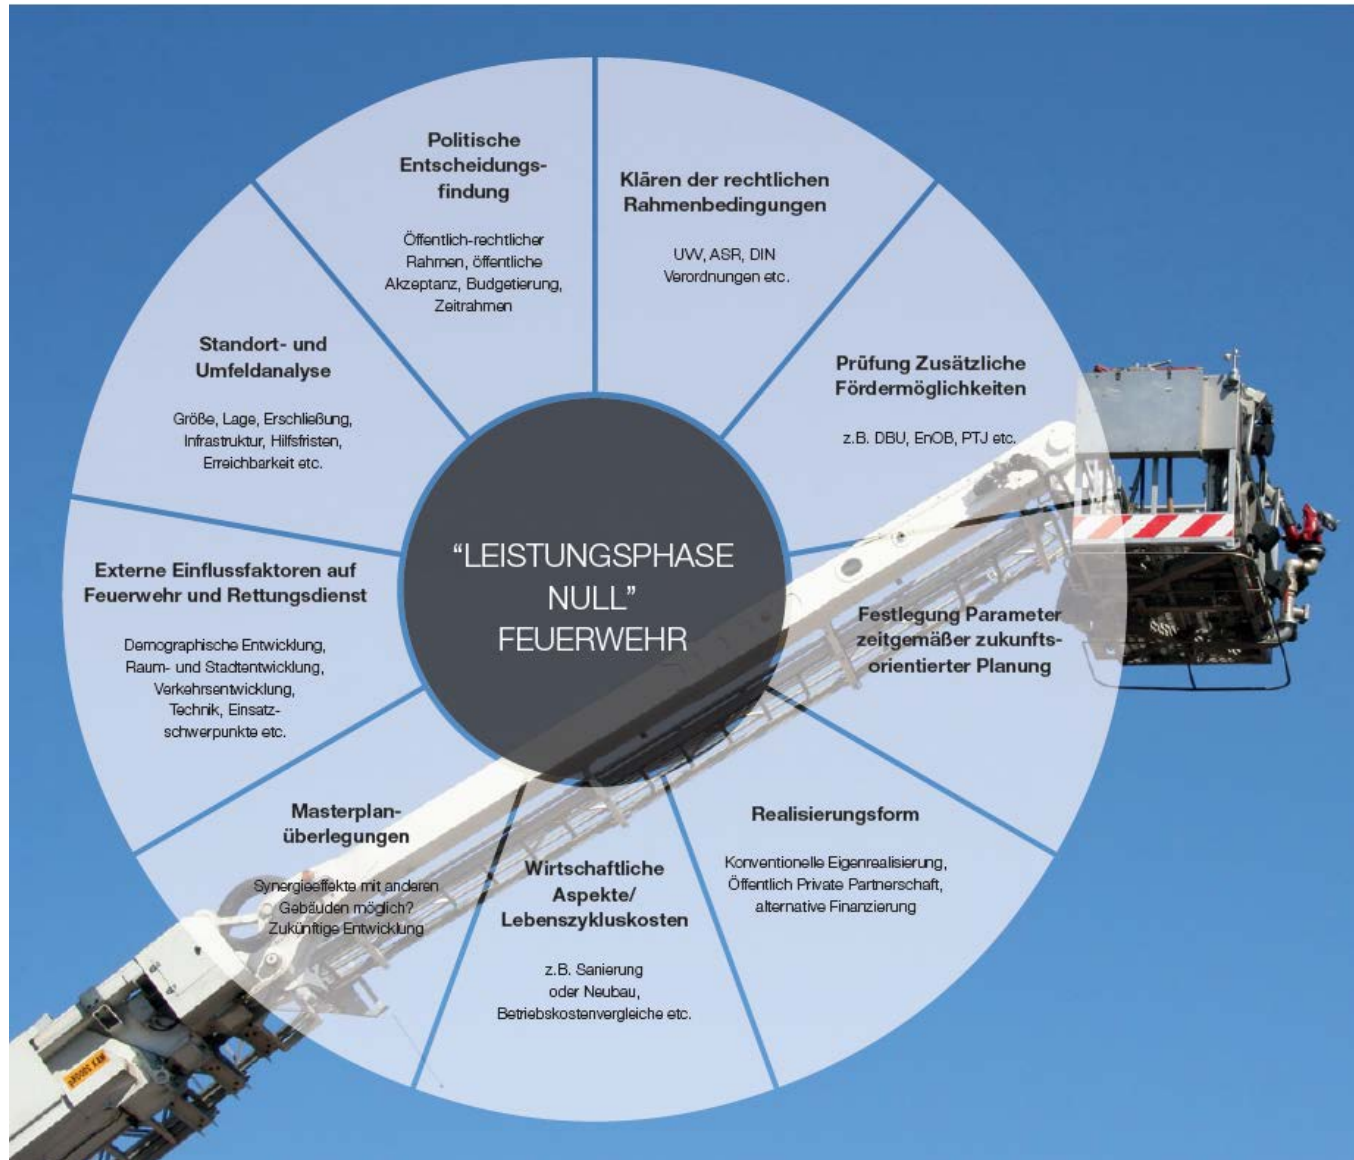 Politische
Entscheidungs-
findung
Öffentlich-rechtlicher
Rahmen, öffentliche
Akzeptanz, Budgetierung,
Zeitrahmen
Klären der rechtlichen
Rahmenbedingungen
UVV, ASR, DIN
Verordnungen etc.
Prüfung Zusätzliche
Fördermöglichkeiten
z.B. DBU, EnOB, PTJ etc.
Festlegung Parameter
zeitgemäßer zukunfts-
orientierter Planung
Realisierungsform
Konventionelle Eigenrealisierung,
Öffentlich Private Partnerschaft,
alternative Finanzierung
Wirtschaftliche
Aspekte/
Lebenszykluskosten
z.B. Sanierung
oder Neubau,
Betriebskostenvergleiche etc.
Masterplan-
überlegungen
Synergieeffekte mit anderen
Gebäuden möglich?
Zukünftige Entwicklung
Externe Einflussfaktoren auf
Feuerwehr und Rettungsdienst
Demographische Entwicklung,
Raum- und Stadtentwicklung,
Verkehrsentwicklung,
Technik, Einsatz-
schwerpunkte etc.
Standort- und
Umfeldanalyse
Größe, Lage, Erschließung,
Infrastruktur, Hilfsfristen,
Erreichbarkeit etc.
“LEISTUNGSPHASE
NULL”
FEUERWEHR